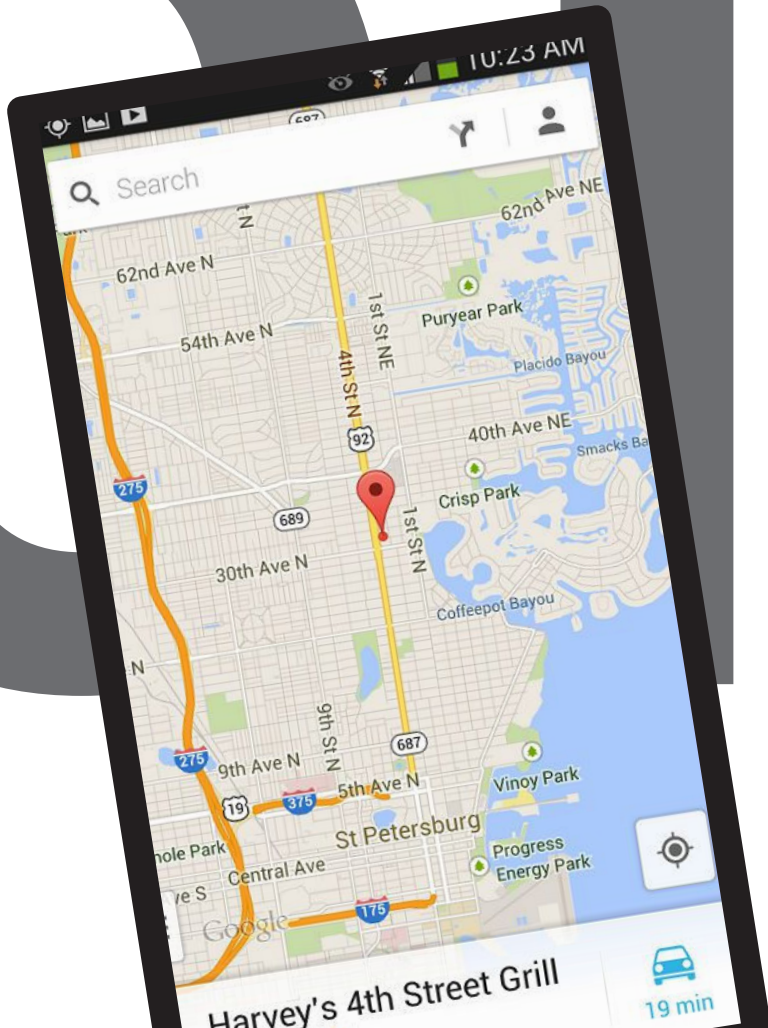 10:23 AM
687
Search
62nd Ave NE
62nd Ave N
Puryear Park
54th Ave N
1st St NE
4th St N
Placido Bayou
92
40th Ave NE
Smacks Ba
275
Crisp Park
689
1st St N
30th Ave N
Coffeepot Bayou
N
9th St N
687
275
9th Ave N
Vinoy Park
19
375
5th Ave N
St Petersburg
Progress
Energy Park
Central Ave
ve S
175
Google
Harvey's 4th Street Grill
19 min